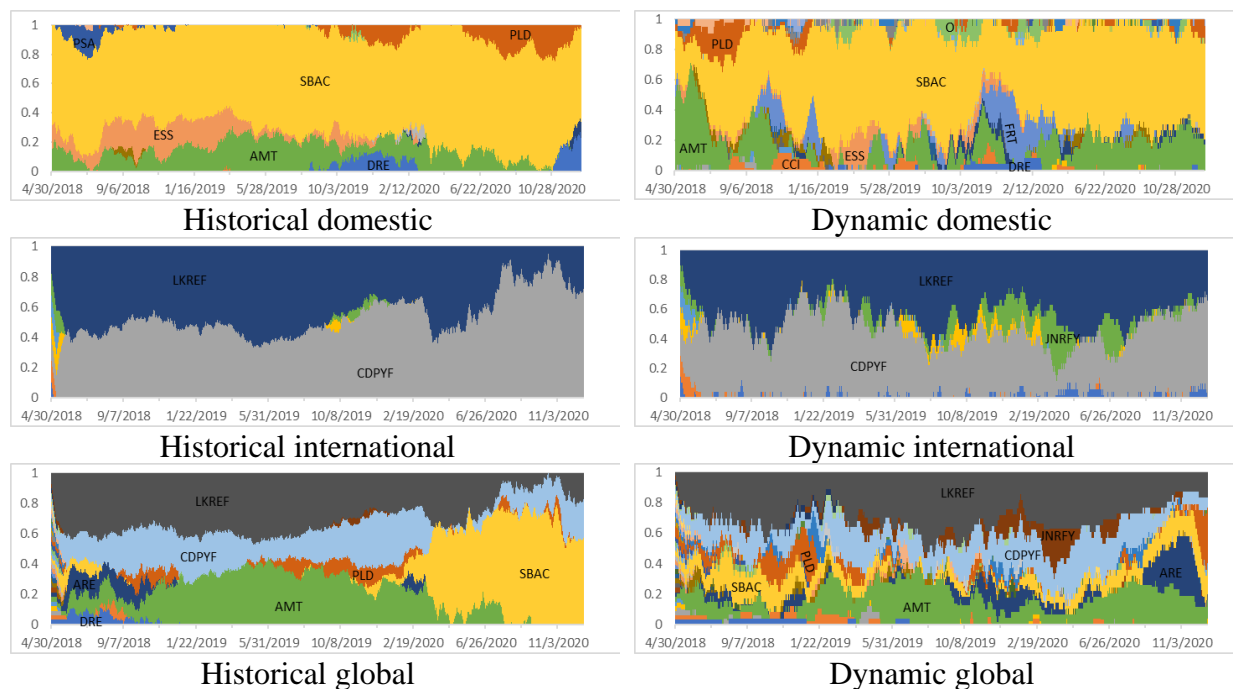 1
0.8
0.6
0.4
0.2
0
PSA
PLD
SBAC
ESS
AMT
DRE
4/30/2018 9/6/2018 1/16/2019 5/28/2019 10/3/2019 2/12/2020 6/22/2020 10/28/2020
Historical domestic
1
0.8
0.6
0.4
0.2
0
PLD
O
SBAC
AMT
CCI
ESS
FRT
DRE
4/30/2018 9/6/2018 1/16/2019 5/28/2019 10/3/2019 2/12/2020 6/22/2020 10/28/2020
Dynamic domestic
1
0.8
0.6
0.4
0.2
0
LKREF
CDPYF
4/30/2018 9/7/2018 1/22/2019 5/31/2019 10/8/2019 2/19/2020 6/26/2020 11/3/2020
Historical international
1
0.8
0.6
0.4
0.2
0
LKREF
JNRFY
CDPYF
4/30/2018 9/7/2018 1/22/2019 5/31/2019 10/8/2019 2/19/2020 6/26/2020 11/3/2020
Dynamic international
1
0.8
0.6
0.4
0.2
0
LKREF
CDPYF
ARE
PLD
SBAC
AMT
DRE
4/30/2018 9/7/2018 1/22/2019 5/31/2019 10/8/2019 2/19/2020 6/26/2020 11/3/2020
Historical global
1
0.8
0.6
0.4
0.2
0
LKREF
JNRFY
CDPYF
PLD
ARE
SBAC
AMT
4/30/2018 9/7/2018 1/22/2019 5/31/2019 10/8/2019 2/19/2020 6/26/2020 11/3/2020
Dynamic global